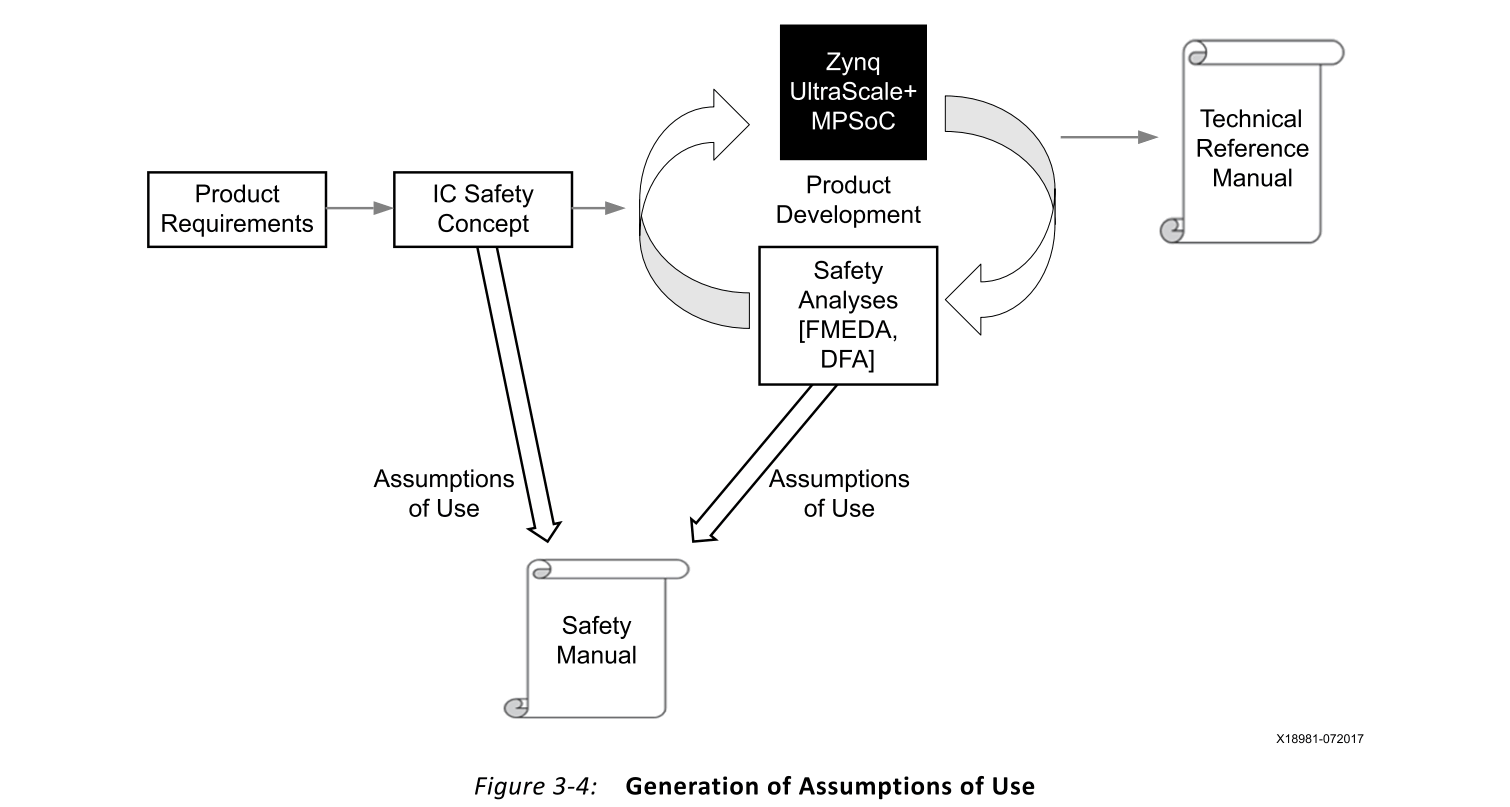 Product
Requirements
IC Safety
Concept
Zynq
UltraScale+
MPSoC
Product
Development
Safety
Analyses
[FMEDA,
DFA]
Technical
Reference
Manual
Assumptions
of Use
Assumptions
of Use
Safety
Manual
X18981-072017
Figure 3-4: Generation of Assumptions of Use